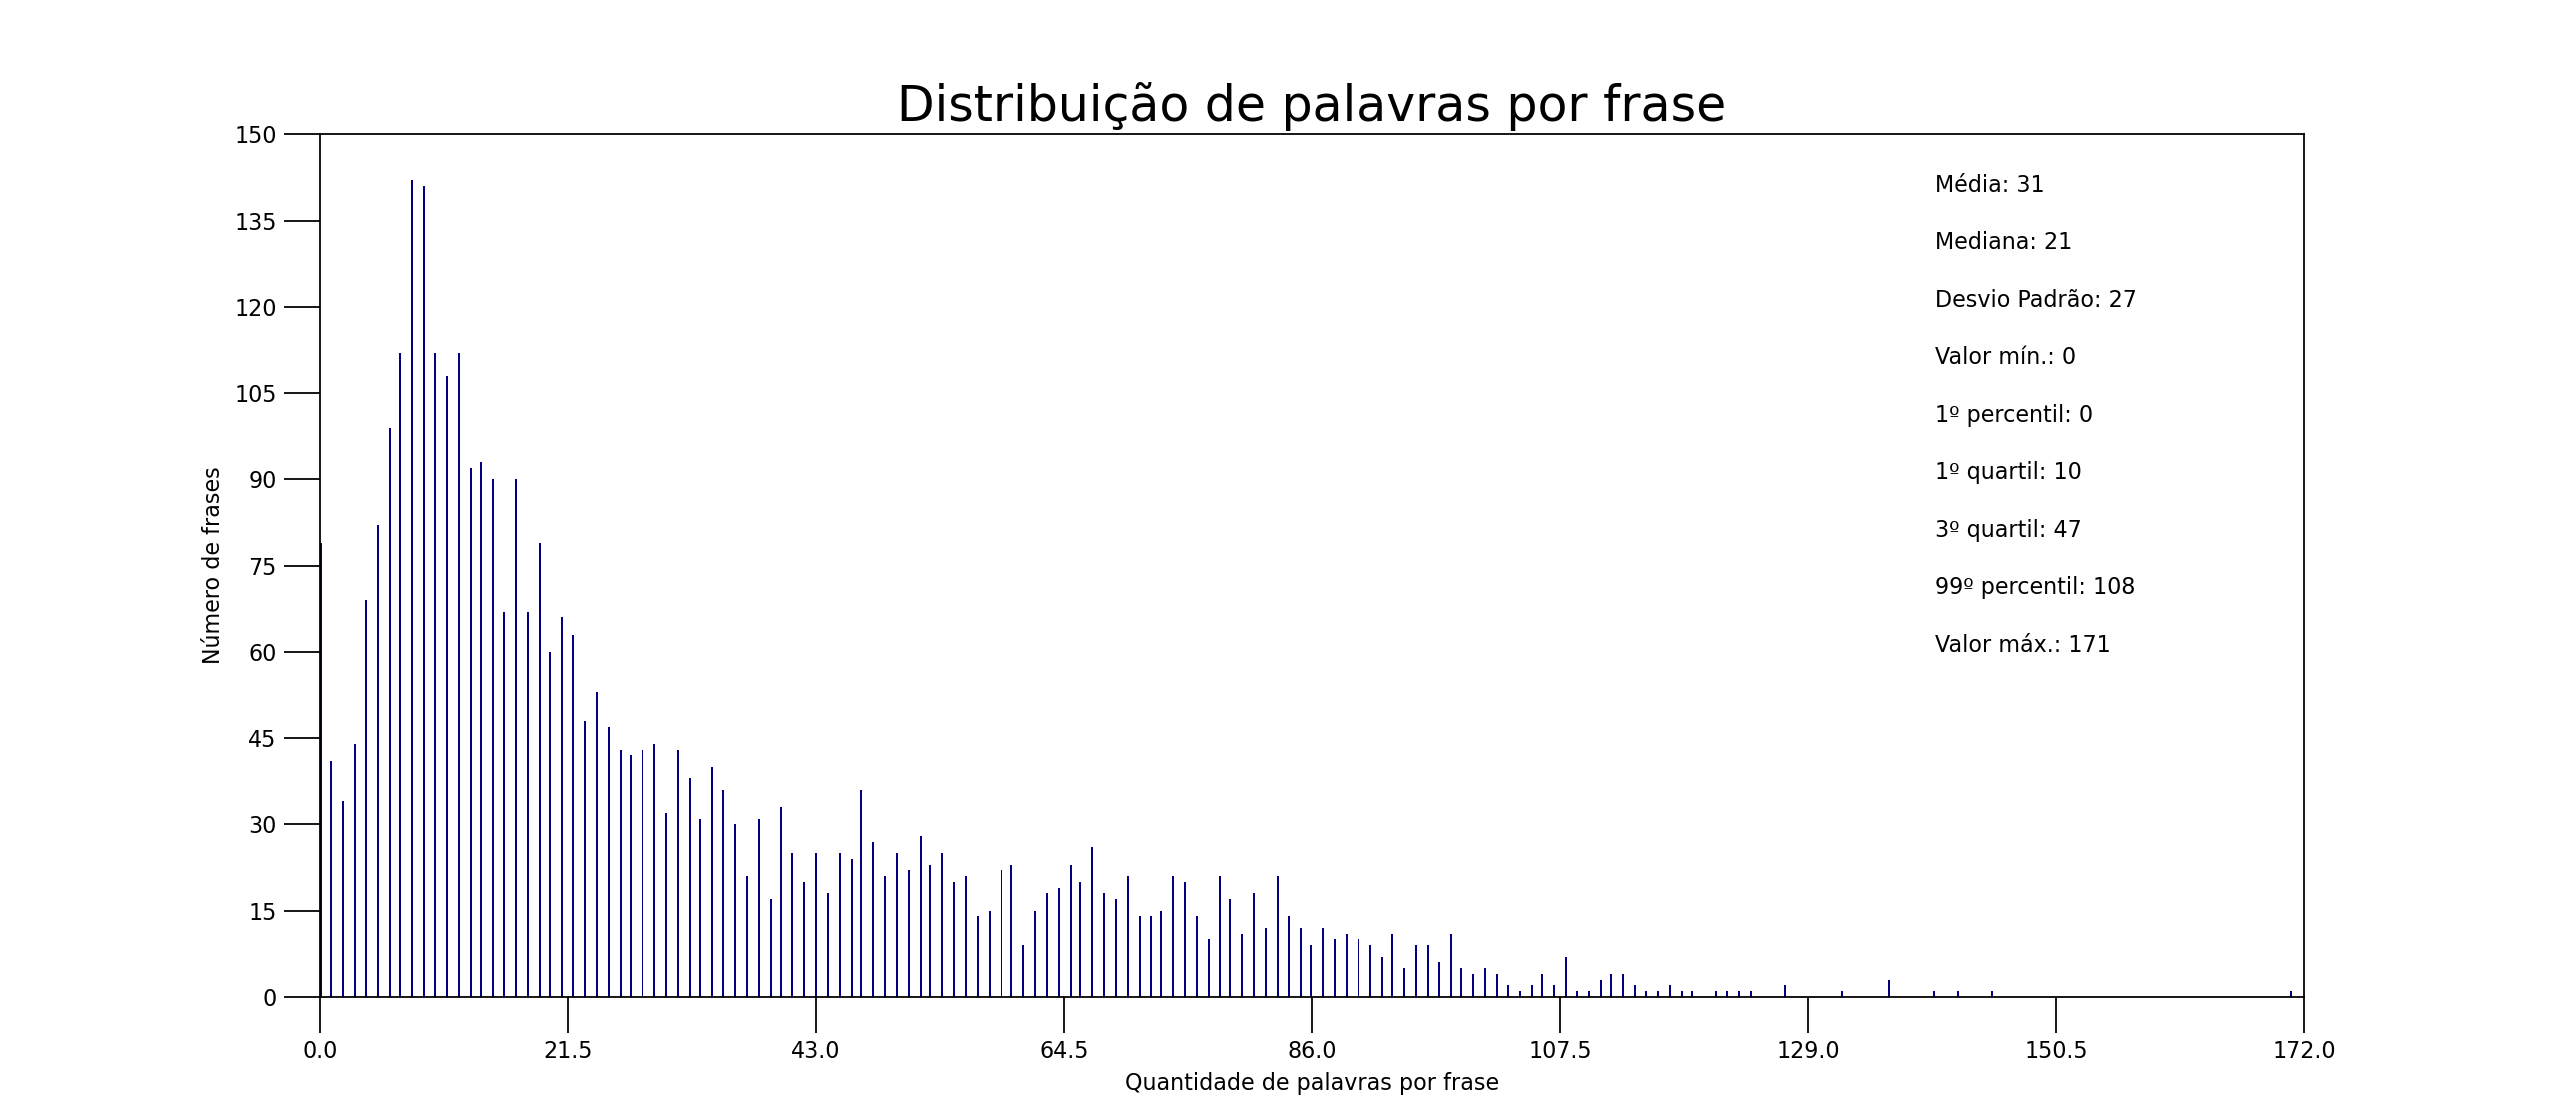 Distribuição de palavras por frase
150
135
120
105
90
75
60
45
30
15
0
Número de frases
Média: 31
Mediana: 21
Desvio Padrão: 27
Valor mín.: 0
1º percentil: 0
1º quartil: 10
3º quartil: 47
99º percentil: 108
Valor máx.: 171
0.0 21.5 43.0 64.5 86.0 107.5 129.0 150.5 172.0
Quantidade de palavras por frase